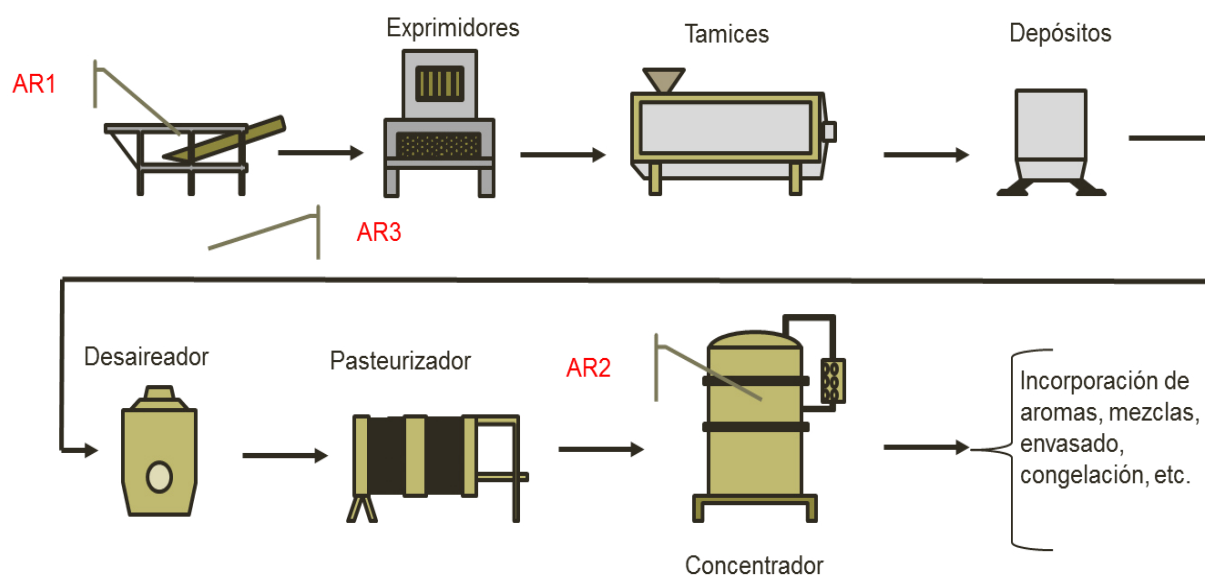 Exprimidores
Tamices
Depósitos
AR1
AR3
Desaireador
Pasteurizador
AR2
Incorporación de
aromas, mezclas,
envasado,
congelación, etc.
Concentrador